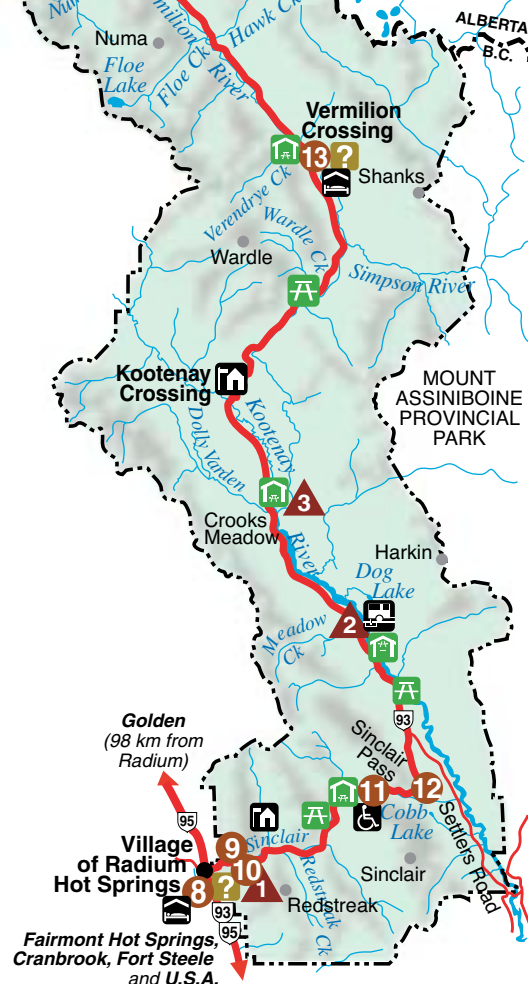 Numa
Floe
Lake
Floe Ck
Hawk Ck
River
ALBERTA
B.C.
Vermilion
Crossing
13
?
Shanks
Verendrye Ck
Wardle Ck
Wardle
Simpson River
Kootenay
Crossing
MOUNT
ASSINIBOINE
PROVINCIAL
PARK
Dolly Varden
Kootenay
3
Crooks
Meadow
River
Harkin
Dog
Lake
2
Meadow
Ck
93
Golden
(98 km from
Radium)
Sinclair
Pass
11
12
Cobb
Lake
Settlers Road
95
Village
of Radium
Hot Springs
9
Sinclair
10
8
?
1
Redstreak
Redstreak
Ck
Sinclair
93
95
Fairmont Hot Springs,
Cranbrook, Fort Steele
and U.S.A.